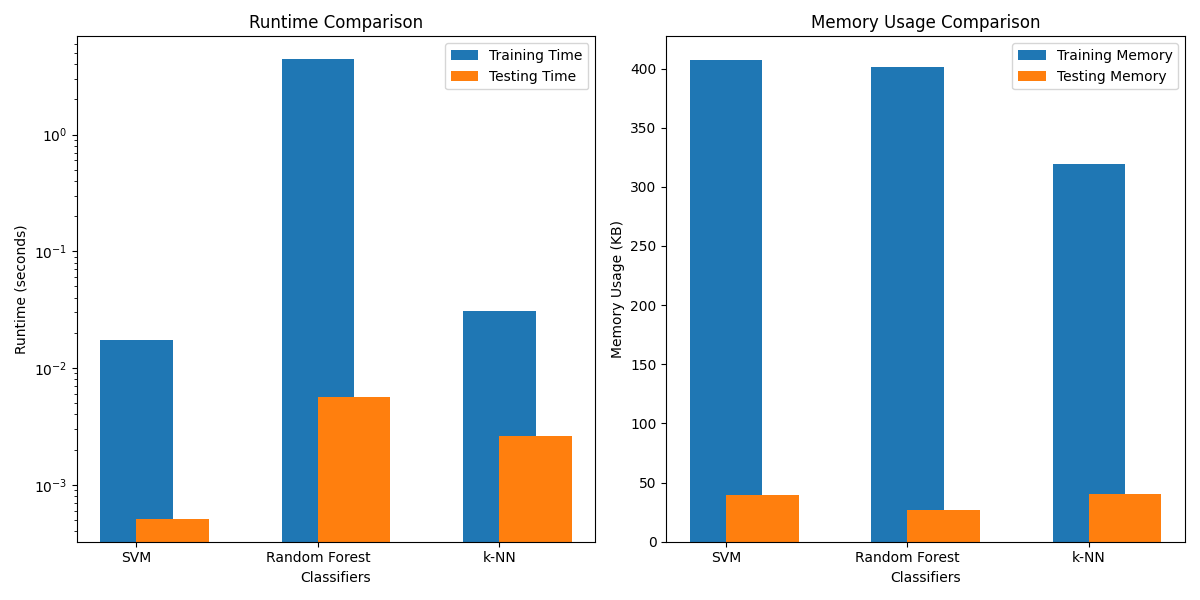 Runtime Comparison
Training Time
Testing Time
10⁰
10⁻¹
10⁻²
10⁻³
Runtime (seconds)
SVM
Random Forest
k-NN
Classifiers
Memory Usage Comparison
Training Memory
Testing Memory
400
350
300
250
200
150
100
50
0
Memory Usage (KB)
SVM
Random Forest
k-NN
Classifiers